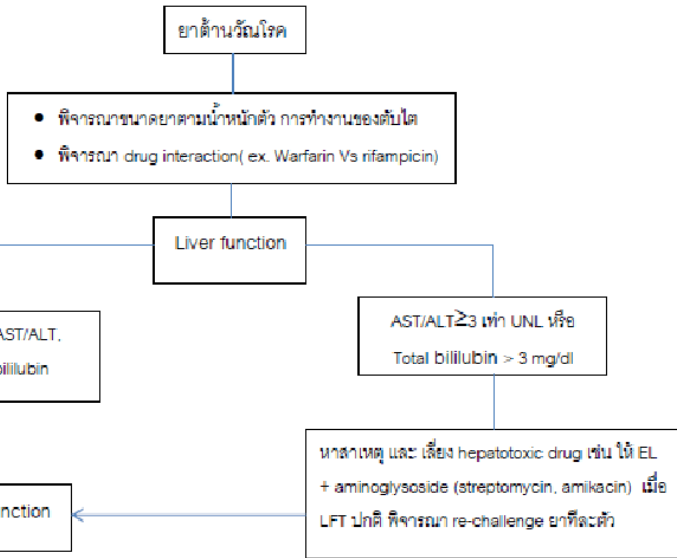 ยาต้านวัณโรค
● พิจารณาขนาดยาตามน้ำหนักตัว การทำงานของตับไต
● พิจารณา drug interaction( ex. Warfarin Vs rifampicin)
Liver function
AST/ALT,
bililubin
AST/ALT≥3 เท่า UNL หรือ
Total bililubin > 3 mg/dl
หาสาเหตุ และ เลี่ยง hepatotoxic drug เช่น ให้ EL
+ aminoglysoside (streptomycin, amikacin) เมื่อ
LFT ปกติ พิจารณา re-challenge ยาทีละตัว
nction